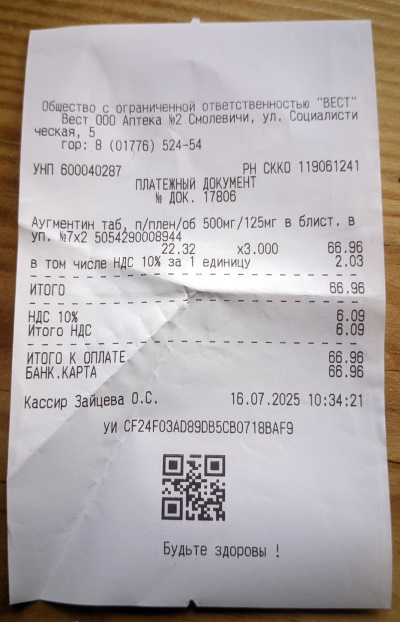 Общество с ограниченной ответственностью "ВЕСТ"
Вест ООО Аптека №2 Смолевичи, ул. Социалисти
ческая, 5
гор: 8 (01776) 524-54
УНП 600040287 РН СККО 119061241
ПЛАТЕЖНЫЙ ДОКУМЕНТ
№ ДОК. 17806
Аугментин таб, п/плен/об 500мг/125мг в блист. в
уп. №7х2 5054290008944
22.32 х3.000 66.96
в том числе НДС 10% за 1 единицу 2.03
ИТОГО 66.96
НДС 10% 6.09
Итого НДС 6.09
ИТОГО К ОПЛАТЕ 66.96
БАНК.КАРТА 66.96
Кассир Зайцева О.С. 16.07.2025 10:34:21
УИ CF24F03AD89DB5CB0718BAF9
Будьте здоровы !